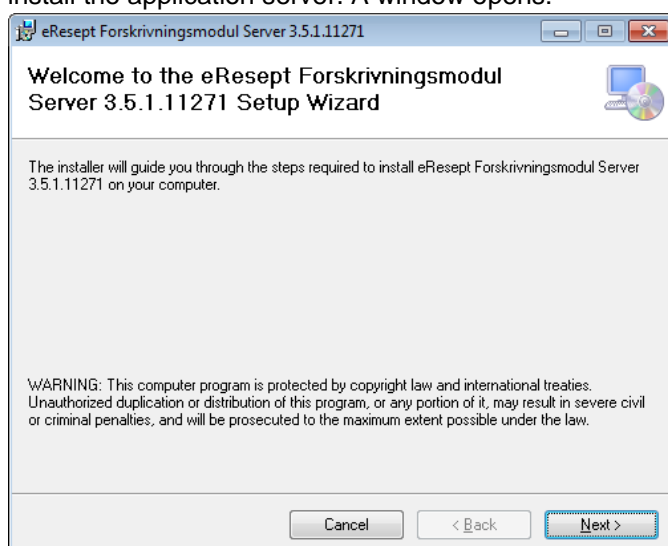 install the application server. A window opens.
eResept Forskrivningsmodul Server 3.5.1.11271
Welcome to the eResept Forskrivningsmodul
Server 3.5.1.11271 Setup Wizard
The installer will guide you through the steps required to install eResept Forskrivningsmodul Server
3.5.1.11271 on your computer.
WARNING: This computer program is protected by copyright law and international treaties.
Unauthorized duplication or distribution of this program, or any portion of it, may result in severe civil
or criminal penalties, and will be prosecuted to the maximum extent possible under the law.
Cancel < Back Next >